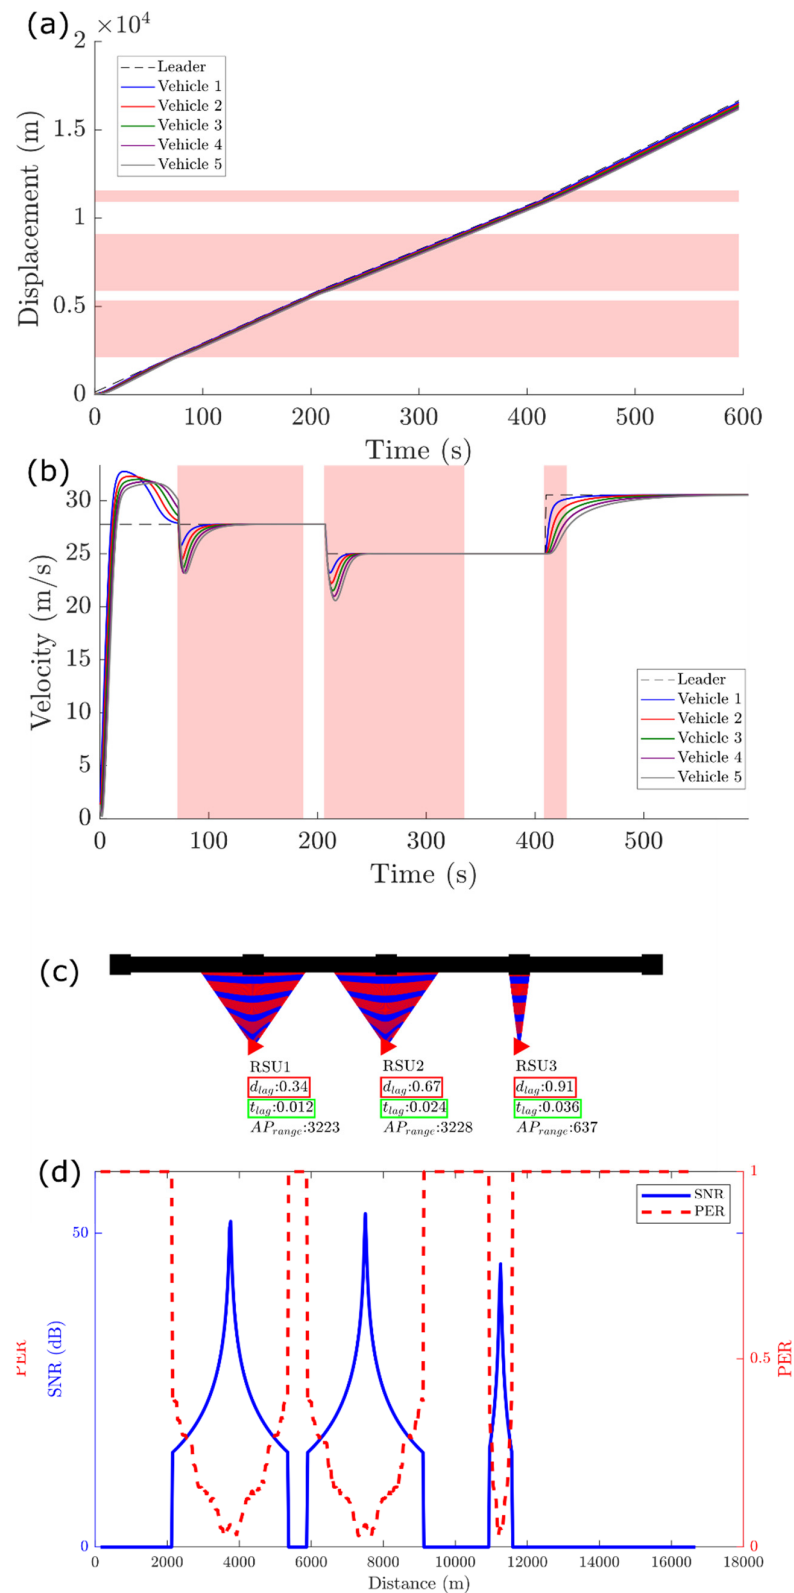 (a)
×10⁴
2
1.5
1
0.5
0
Displacement (m)
Leader
Vehicle 1
Vehicle 2
Vehicle 3
Vehicle 4
Vehicle 5
0 100 200 300 400 500 600
Time (s)
(b)
30
25
20
15
10
5
0
Velocity (m/s)
Leader
Vehicle 1
Vehicle 2
Vehicle 3
Vehicle 4
Vehicle 5
0 100 200 300 400 500
Time (s)
(c)
RSU1 RSU2 RSU3
d_lag:0.34 d_lag:0.67 d_lag:0.91
t_lag:0.012 t_lag:0.024 t_lag:0.036
AP_range:3223 AP_range:3228 AP_range:637
(d)
50
0
PER
SNR (dB)
SNR
PER
1
0.5
0
PER
0 2000 4000 6000 8000 10000 12000 14000 16000 18000
Distance (m)